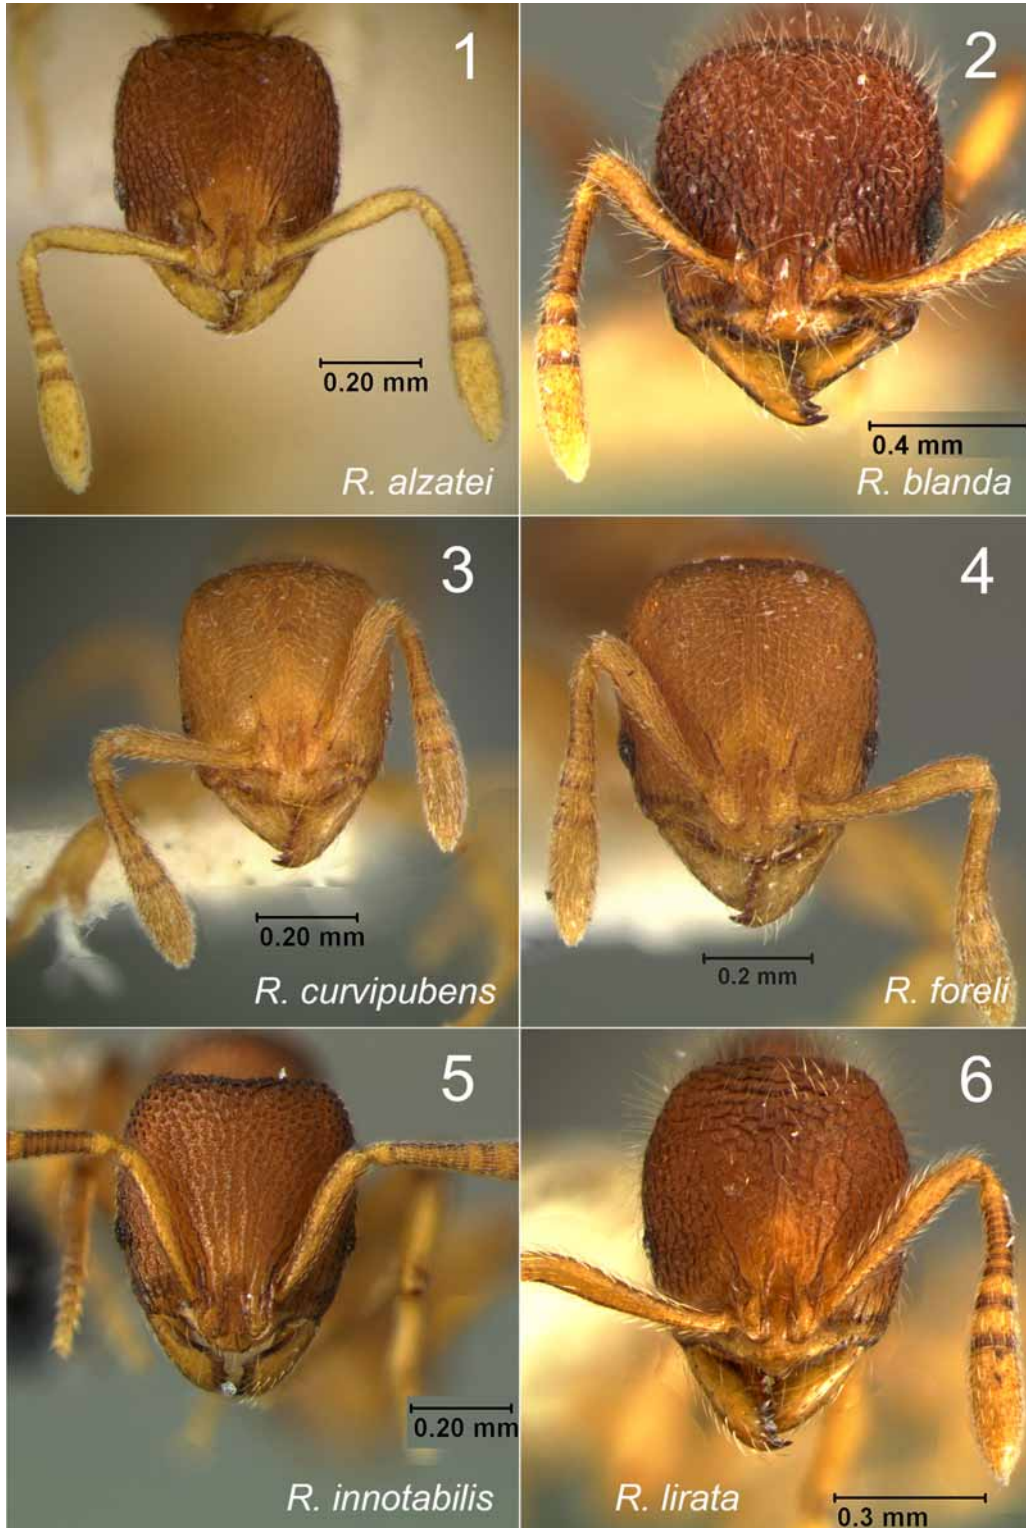 1
0.20 mm
R. alzatei
2
0.4 mm
R. blanda
3
0.20 mm
R. curvipubens
4
0.2 mm
R. foreli
5
0.20 mm
R. innotabilis
6
0.3 mm
R. lirata